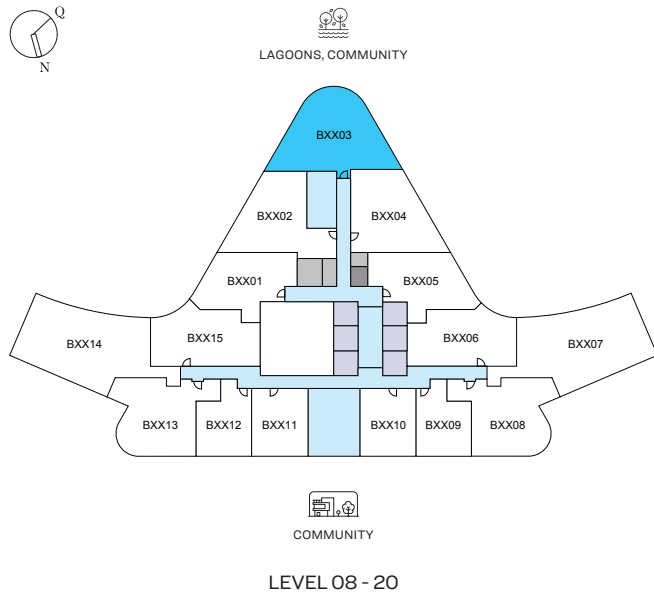 Q
N
LAGOONS, COMMUNITY
BXX03
BXX02 BXX04
BXX01 BXX05
BXX14 BXX15 BXX06 BXX07
BXX13 BXX12 BXX11 BXX10 BXX09 BXX08
COMMUNITY
LEVEL 08 - 20